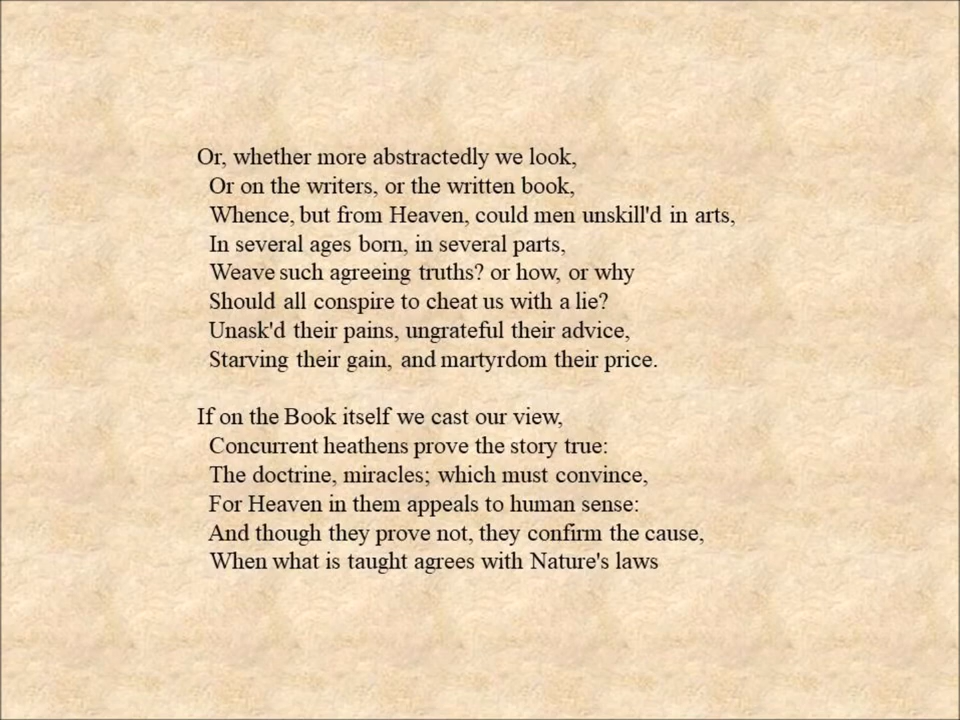 Or, whether more abstractedly we look,
Or on the writers, or the written book,
Whence, but from Heaven, could men unskill'd in arts,
In several ages born, in several parts,
Weave such agreeing truths? or how, or why
Should all conspire to cheat us with a lie?
Unask'd their pains, ungrateful their advice,
Starving their gain, and martyrdom their price.

If on the Book itself we cast our view,
Concurrent heathens prove the story true:
The doctrine, miracles; which must convince,
For Heaven in them appeals to human sense:
And though they prove not, they confirm the cause,
When what is taught agrees with Nature's laws